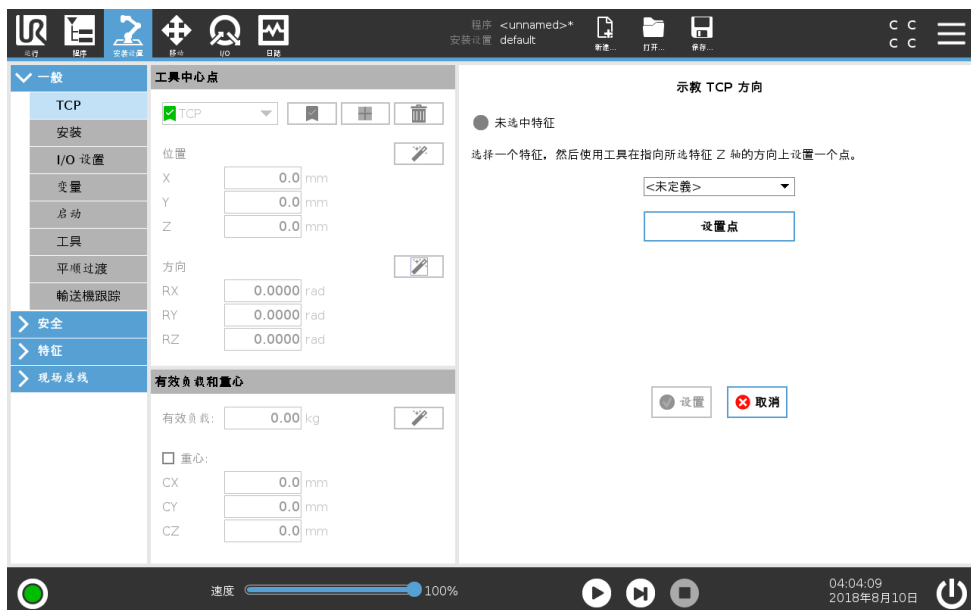 运行 I/O 程序 安装设置 移动 I/O 日志
程序 <unnamed>*
安装设置 default
新建... 打开... 保存...
C C
C C
一般
TCP
安装
I/O 设置
变量
启动
工具
平顺过渡
輸送機跟踪
安全
特征
现场总线
工具中心点
TCP
位置
X 0.0 mm
Y 0.0 mm
Z 0.0 mm
方向
RX 0.0000 rad
RY 0.0000 rad
RZ 0.0000 rad
有效负载和重心
有效负载: 0.00 kg
重心:
CX 0.0 mm
CY 0.0 mm
CZ 0.0 mm
示教 TCP 方向
未选中特征
选择一个特征，然后使用工具在指向所选特征 Z 轴的方向上设置一个点。
<未定義>
设置点
设置 取消
速度 100%
04:04:09
2018年8月10日